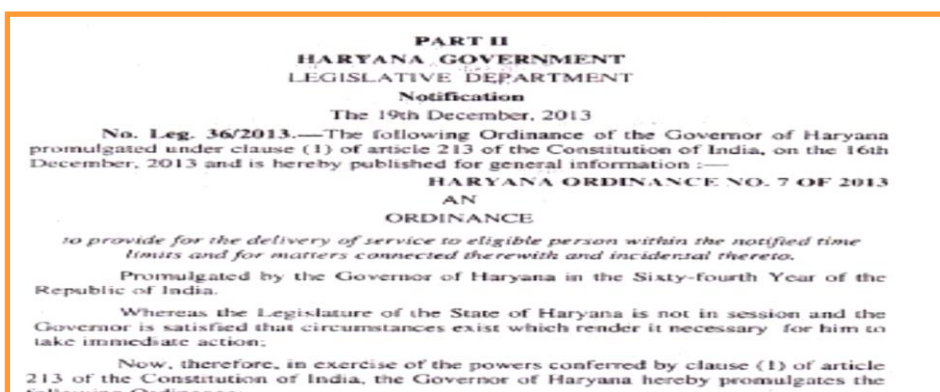 PART II
HARYANA GOVERNMENT
LEGISLATIVE DEPARTMENT
Notification
The 19th December, 2013
No. Leg. 36/2013.—The following Ordinance of the Governor of Haryana
promulgated under clause (1) of article 213 of the Constitution of India, on the 16th
December, 2013 and is hereby published for general information :—
HARYANA ORDINANCE NO. 7 OF 2013
AN
ORDINANCE
to provide for the delivery of service to eligible person within the notified time
limits and for matters connected therewith and incidental thereto.
Promulgated by the Governor of Haryana in the Sixty-fourth Year of the
Republic of India.
Whereas the Legislature of the State of Haryana is not in session and the
Governor is satisfied that circumstances exist which render it necessary for him to
take immediate action;
Now, therefore, in exercise of the powers conferred by clause (1) of article
213 of the Constitution of India, the Governor of Haryana hereby promulgates the